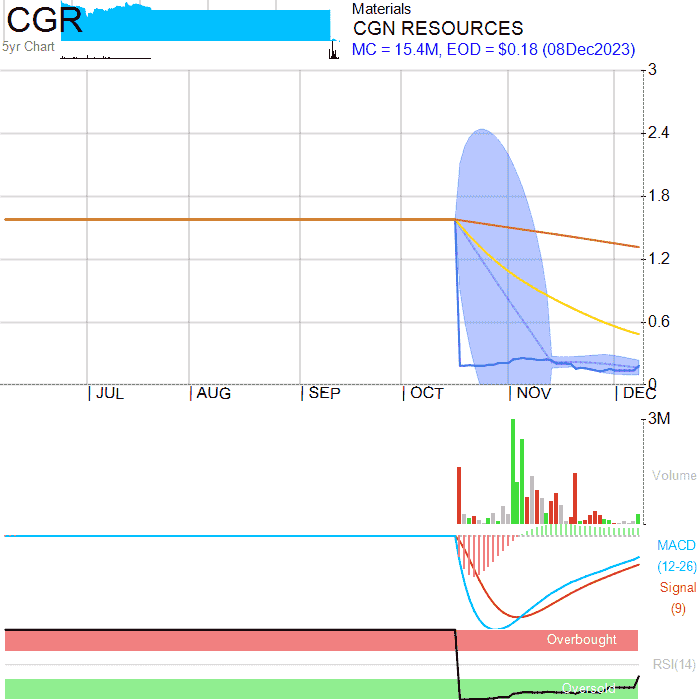 CGR
5yr Chart
Materials
CGN RESOURCES
MC = 15.4M, EOD = $0.18 (08Dec2023)
3
2.4
1.8
1.2
0.6
0
JUL AUG SEP OCT NOV DEC
3M
Volume
MACD
(12-26)
Signal
(9)
Overbought
RSI(14)
Oversold